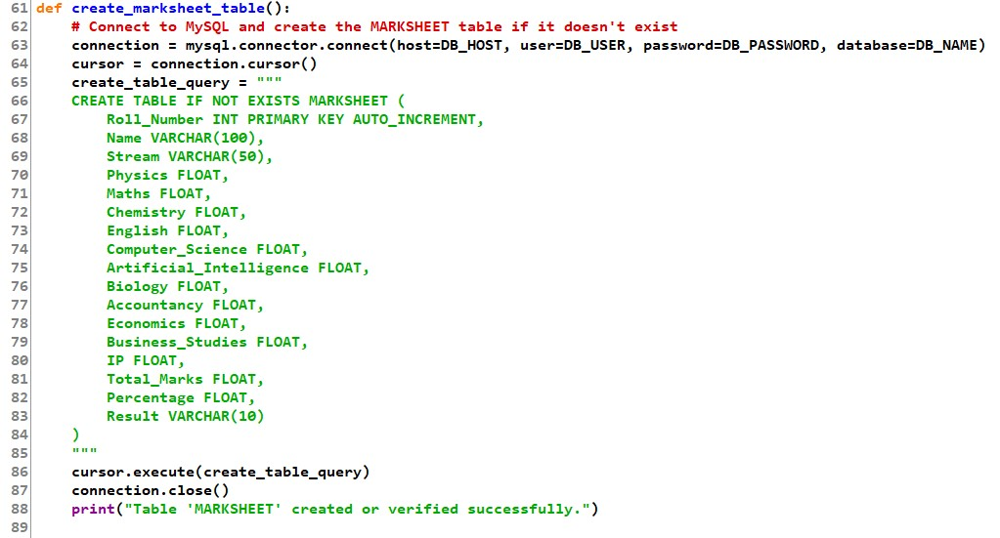 61 def create_marksheet_table():
62     # Connect to MySQL and create the MARKSHEET table if it doesn't exist
63     connection = mysql.connector.connect(host=DB_HOST, user=DB_USER, password=DB_PASSWORD, database=DB_NAME)
64     cursor = connection.cursor()
65     create_table_query = """
66     CREATE TABLE IF NOT EXISTS MARKSHEET (
67         Roll_Number INT PRIMARY KEY AUTO_INCREMENT,
68         Name VARCHAR(100),
69         Stream VARCHAR(50),
70         Physics FLOAT,
71         Maths FLOAT,
72         Chemistry FLOAT,
73         English FLOAT,
74         Computer_Science FLOAT,
75         Artificial_Intelligence FLOAT,
76         Biology FLOAT,
77         Accountancy FLOAT,
78         Economics FLOAT,
79         Business_Studies FLOAT,
80         IP FLOAT,
81         Total_Marks FLOAT,
82         Percentage FLOAT,
83         Result VARCHAR(10)
84     )
85     """
86     cursor.execute(create_table_query)
87     connection.close()
88     print("Table 'MARKSHEET' created or verified successfully.")
89